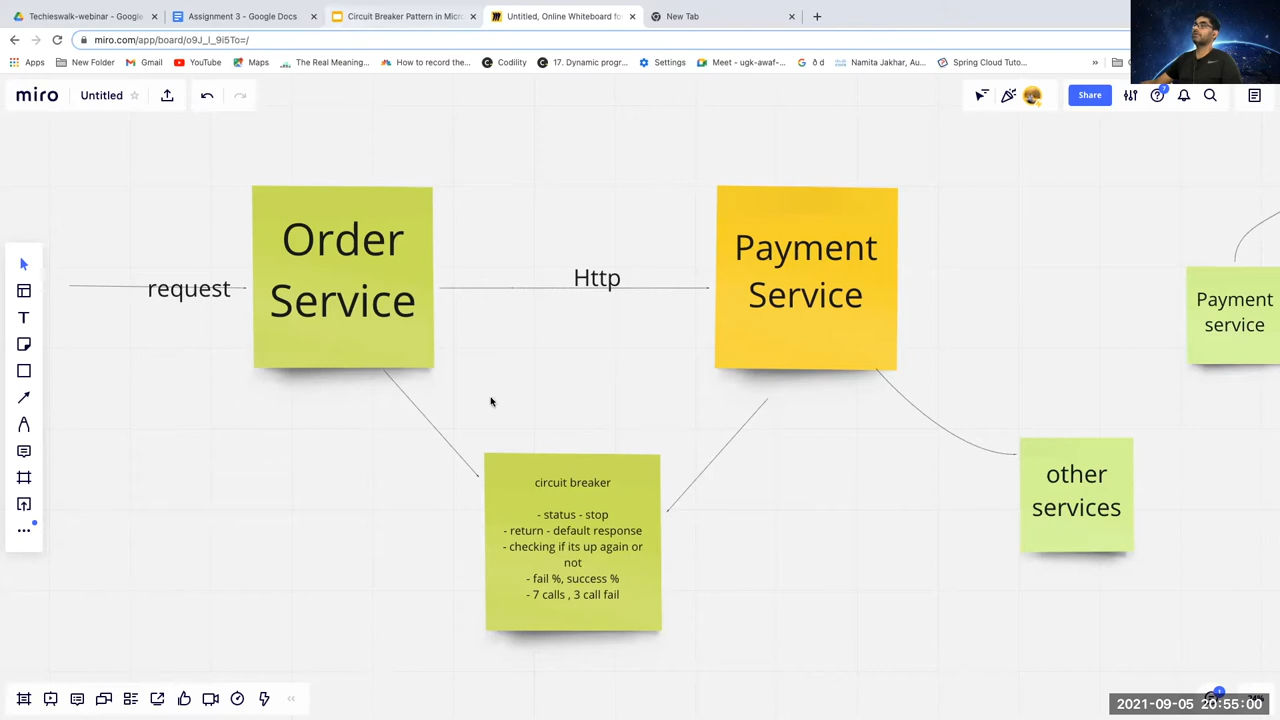 Techieswalk-webinar - Google
Assignment 3 - Google Docs
Circuit Breaker Pattern in Micr
Untitled, Online Whiteboard fo
New Tab
miro.com/app/board/o9J_l_9i5To=/
Apps
New Folder
Gmail
YouTube
Maps
The Real Meaning...
How to record the...
Codility
17. Dynamic progr...
Settings
Meet - ugk-awaf-...
Namita Jakhar, Au...
Spring Cloud Tuto...
miro
Untitled
Share
7
Order
Service
request
Http
Payment
Service
Payment
service
other
services
circuit breaker
- status - stop
- return - default response
- checking if its up again or
not
- fail %, success %
- 7 calls , 3 call fail
2021-09-05 20:55:00